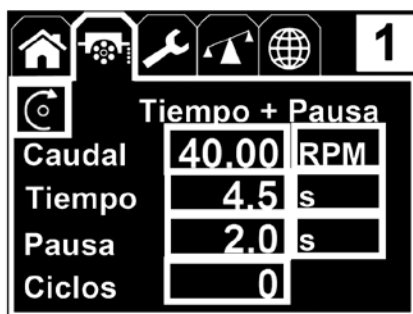 1
Tiempo + Pausa
Caudal 40.00 RPM
Tiempo 4.5 s
Pausa 2.0 s
Ciclos 0